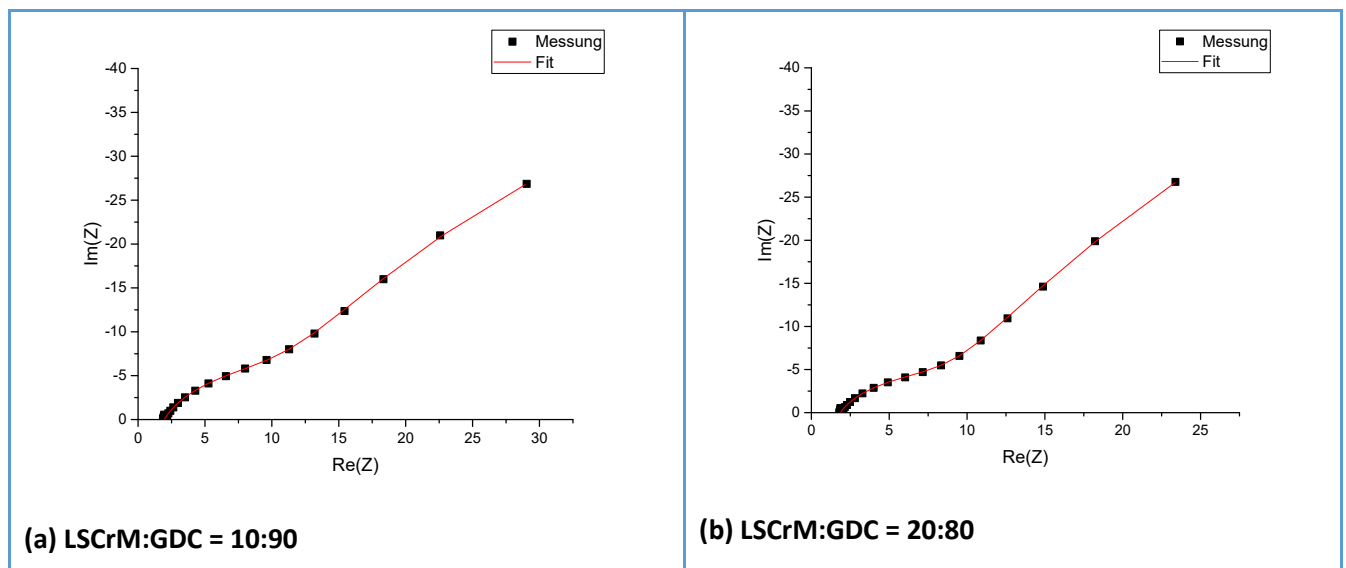 Messung
Fit
-40
-35
-30
-25
-20
-15
-10
-5
0
Im(Z)
0 5 10 15 20 25 30
Re(Z)
(a) LSCrM:GDC = 10:90
Messung
Fit
-40
-35
-30
-25
-20
-15
-10
-5
0
Im(Z)
0 5 10 15 20 25
Re(Z)
(b) LSCrM:GDC = 20:80